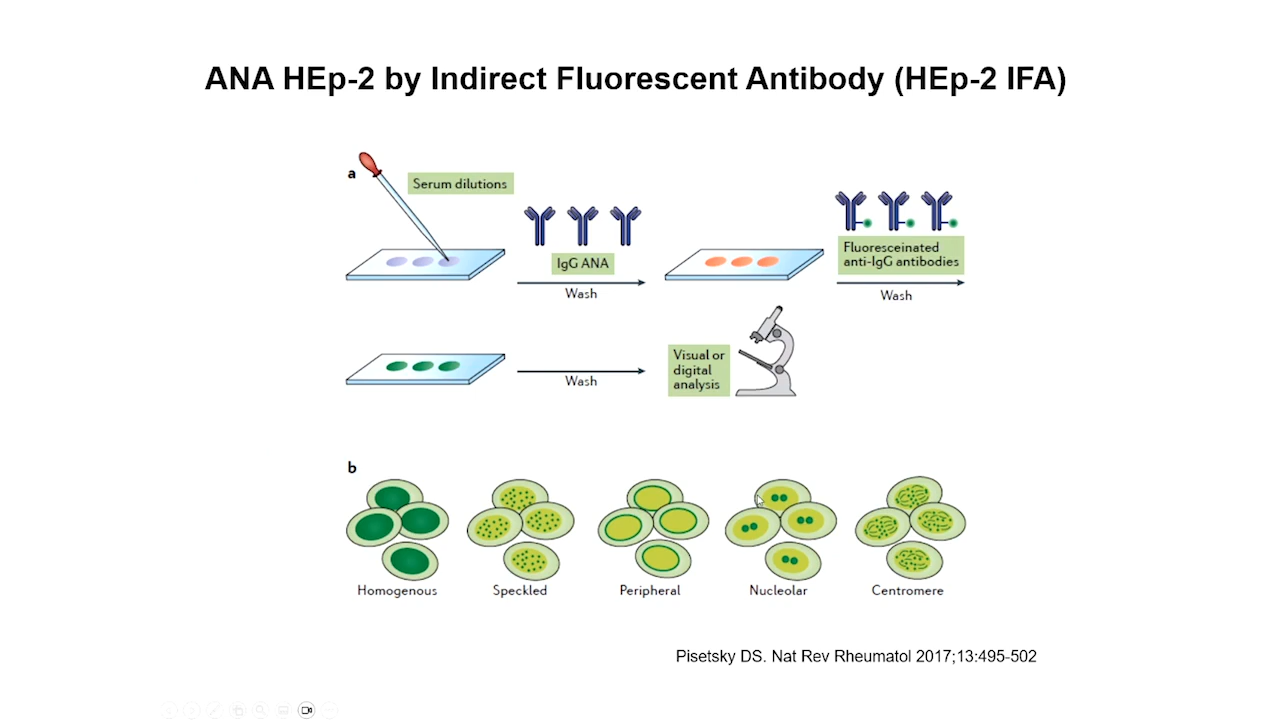 ANA HEp-2 by Indirect Fluorescent Antibody (HEp-2 IFA)
a
Serum dilutions
IgG ANA
Wash
Fluoresceinated
anti-IgG antibodies
Wash
Wash
Visual or
digital
analysis
b
Homogenous
Speckled
Peripheral
Nucleolar
Centromere
Pisetsky DS. Nat Rev Rheumatol 2017;13:495-502